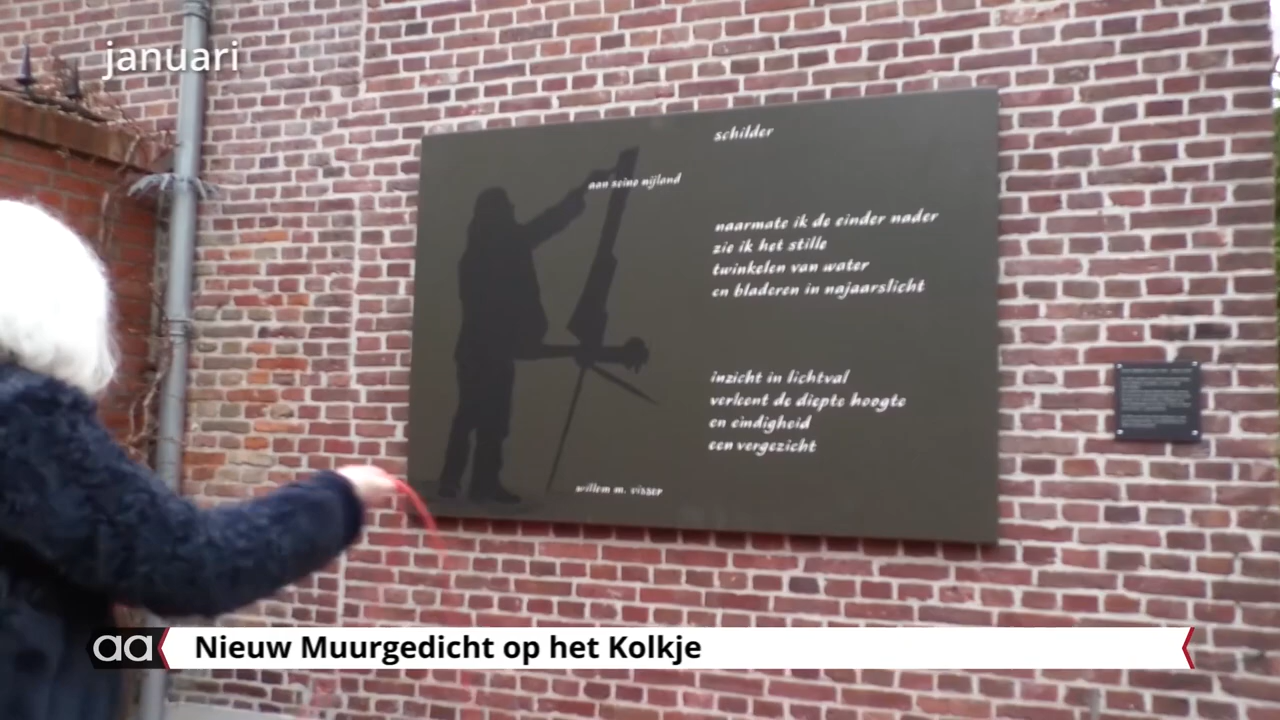 januari
schilder
aan seino nijland
naarmate ik de einder nader
zie ik het stille
twinkelen van water
en bladeren in najaarslicht
inzicht in lichtval
verleent de diepte hoogte
en eindigheid
een vergezicht
willem m. visser
aa Nieuw Muurgedicht op het Kolkje